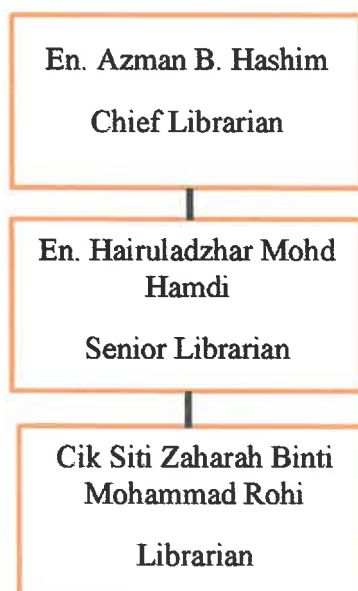 En. Azman B. Hashim
Chief Librarian
En. Hairuladzhar Mohd
Hamdi
Senior Librarian
Cik Siti Zaharah Binti
Mohammad Rohi
Librarian